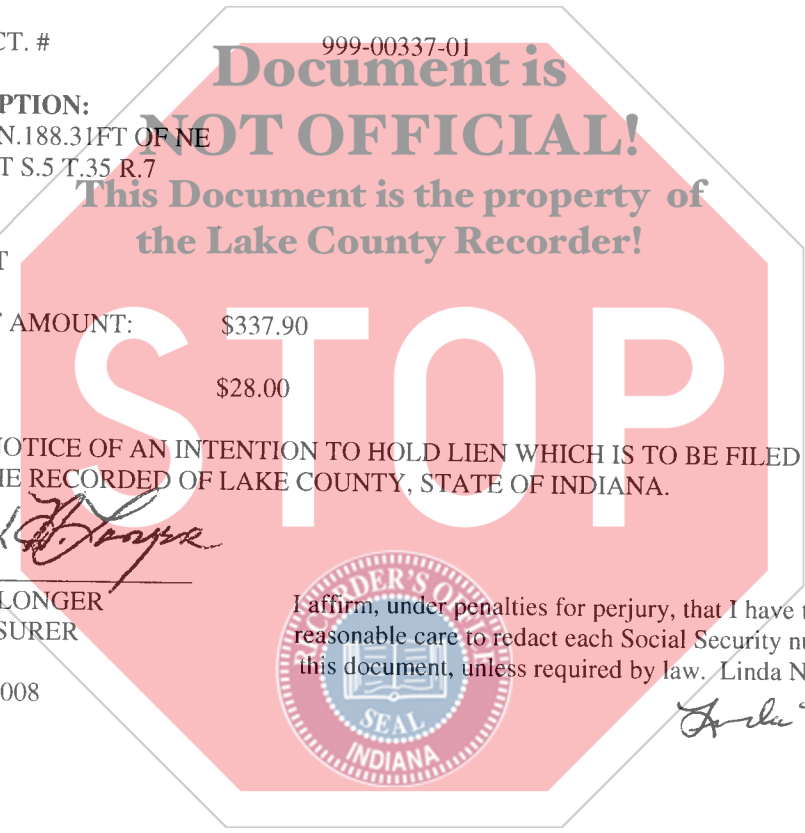 CT. # 999-00337-01
Document is
PTION:
N.188.31FT OF NE
NOT OFFICIAL!
T S.5 T.35 R.7
This Document is the property of
the Lake County Recorder!
T
AMOUNT: $337.90
$28.00
STOP
NOTICE OF AN INTENTION TO HOLD LIEN WHICH IS TO BE FILED
HE RECORDED OF LAKE COUNTY, STATE OF INDIANA.
LONGER
SURER
008
I affirm, under penalties for perjury, that I have t
reasonable care to redact each Social Security nu
this document, unless required by law. Linda N
RECORDER'S OFFICE
SEAL
INDIANA